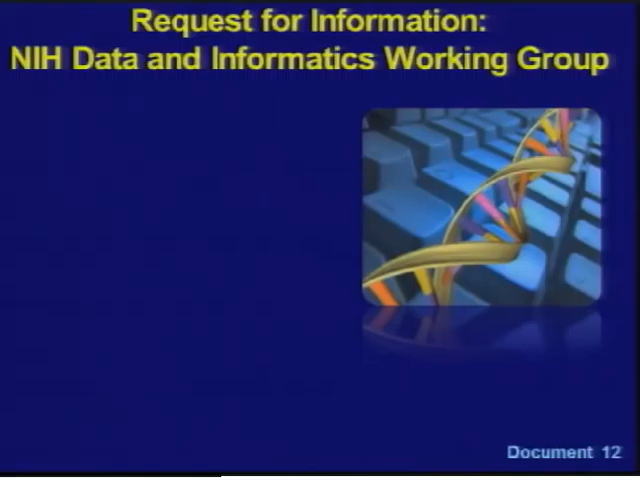 Request for Information:
NIH Data and Informatics Working Group
Document 12